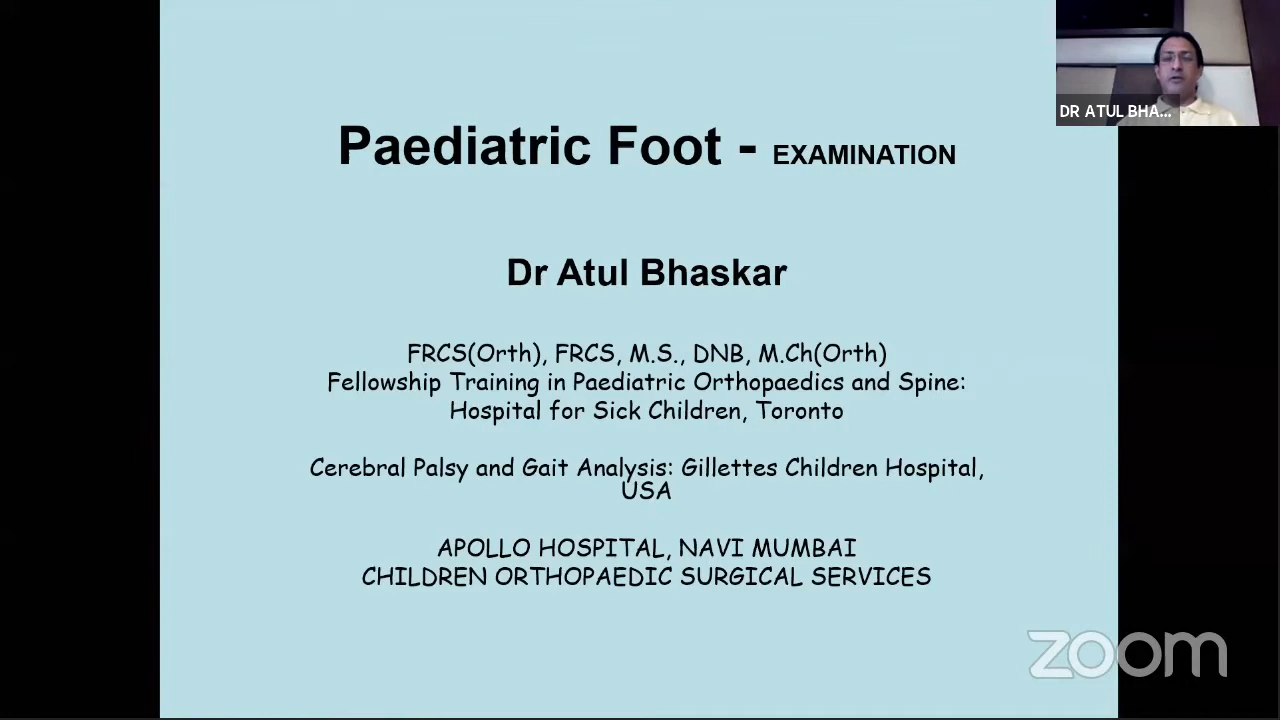 Paediatric Foot - EXAMINATION
Dr Atul Bhaskar
FRCS(Orth), FRCS, M.S., DNB, M.Ch(Orth)
Fellowship Training in Paediatric Orthopaedics and Spine:
Hospital for Sick Children, Toronto
Cerebral Palsy and Gait Analysis: Gillettes Children Hospital,
USA
APOLLO HOSPITAL, NAVI MUMBAI
CHILDREN ORTHOPAEDIC SURGICAL SERVICES
DR ATUL BHA...
zoom